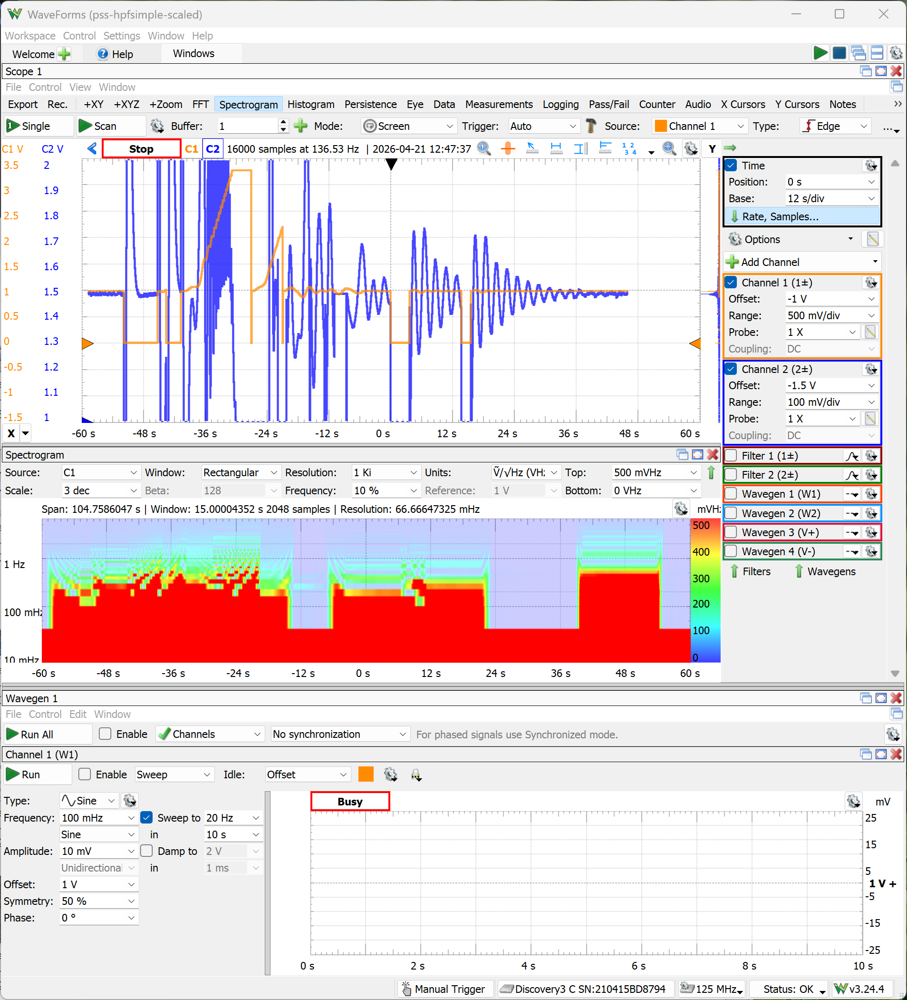 WaveForms (pss-hpfsimple-scaled)
Workspace Control Settings Window Help
Welcome Help Windows
Scope 1
File Control View Window
Export Rec. +XY +XYZ +Zoom FFT Spectrogram Histogram Persistence Eye Data Measurements Logging Pass/Fail Counter Audio X Cursors Y Cursors Notes »
1 Single Scan Buffer: 1 Mode: Screen Trigger: Auto Source: Channel 1 Type: Edge ...
C1 V C2 V Stop C1 C2 16000 samples at 136.53 Hz | 2026-04-21 12:47:37 Y
3.5 2
3 1.9
2.5 1.8
2 1.7
1.5 1.6
1 1.5
0.5 1.4
0 1.3
-0.5 1.2
-1 1.1
-1.5 1
X -60 s -48 s -36 s -24 s -12 s 0 s 12 s 24 s 36 s 48 s 60 s
Time
Position: 0 s
Base: 12 s/div
Rate, Samples...
Options
Add Channel
Channel 1 (1±)
Offset: -1 V
Range: 500 mV/div
Probe: 1 X
Coupling: DC
Channel 2 (2±)
Offset: -1.5 V
Range: 100 mV/div
Probe: 1 X
Coupling: DC
Filter 1 (1±)
Filter 2 (2±)
Wavegen 1 (W1)
Wavegen 2 (W2)
Wavegen 3 (V+)
Wavegen 4 (V-)
Filters Wavegens
Spectrogram
Source: C1 Window: Rectangular Resolution: 1 Ki Units: Ṽ/√Hz (VHz Top: 500 mVHz
Scale: 3 dec Beta: 128 Frequency: 10 % Reference: 1 V Bottom: 0 VHz
Span: 104.7586047 s | Window: 15.00004352 s 2048 samples | Resolution: 66.66647325 mHz mVHz
500
400
300
200
100
0
1 Hz
100 mHz
10 mHz
-60 s -48 s -36 s -24 s -12 s 0 s 12 s 24 s 36 s 48 s 60 s
Wavegen 1
File Control Edit Window
Run All Enable Channels No synchronization For phased signals use Synchronized mode.
Channel 1 (W1)
Run Enable Sweep Idle: Offset
Type: Sine
Frequency: 100 mHz Sweep to 20 Hz
Sine in 10 s
Amplitude: 10 mV Damp to 2 V
Unidirectional in 1 ms
Offset: 1 V
Symmetry: 50 %
Phase: 0 °
Busy mV
25
15
5
1 V +
-5
-15
-25
0 s 2 s 4 s 6 s 8 s 10 s
Manual Trigger Discovery3 C SN:210415BD8794 125 MHz Status: OK v3.24.4